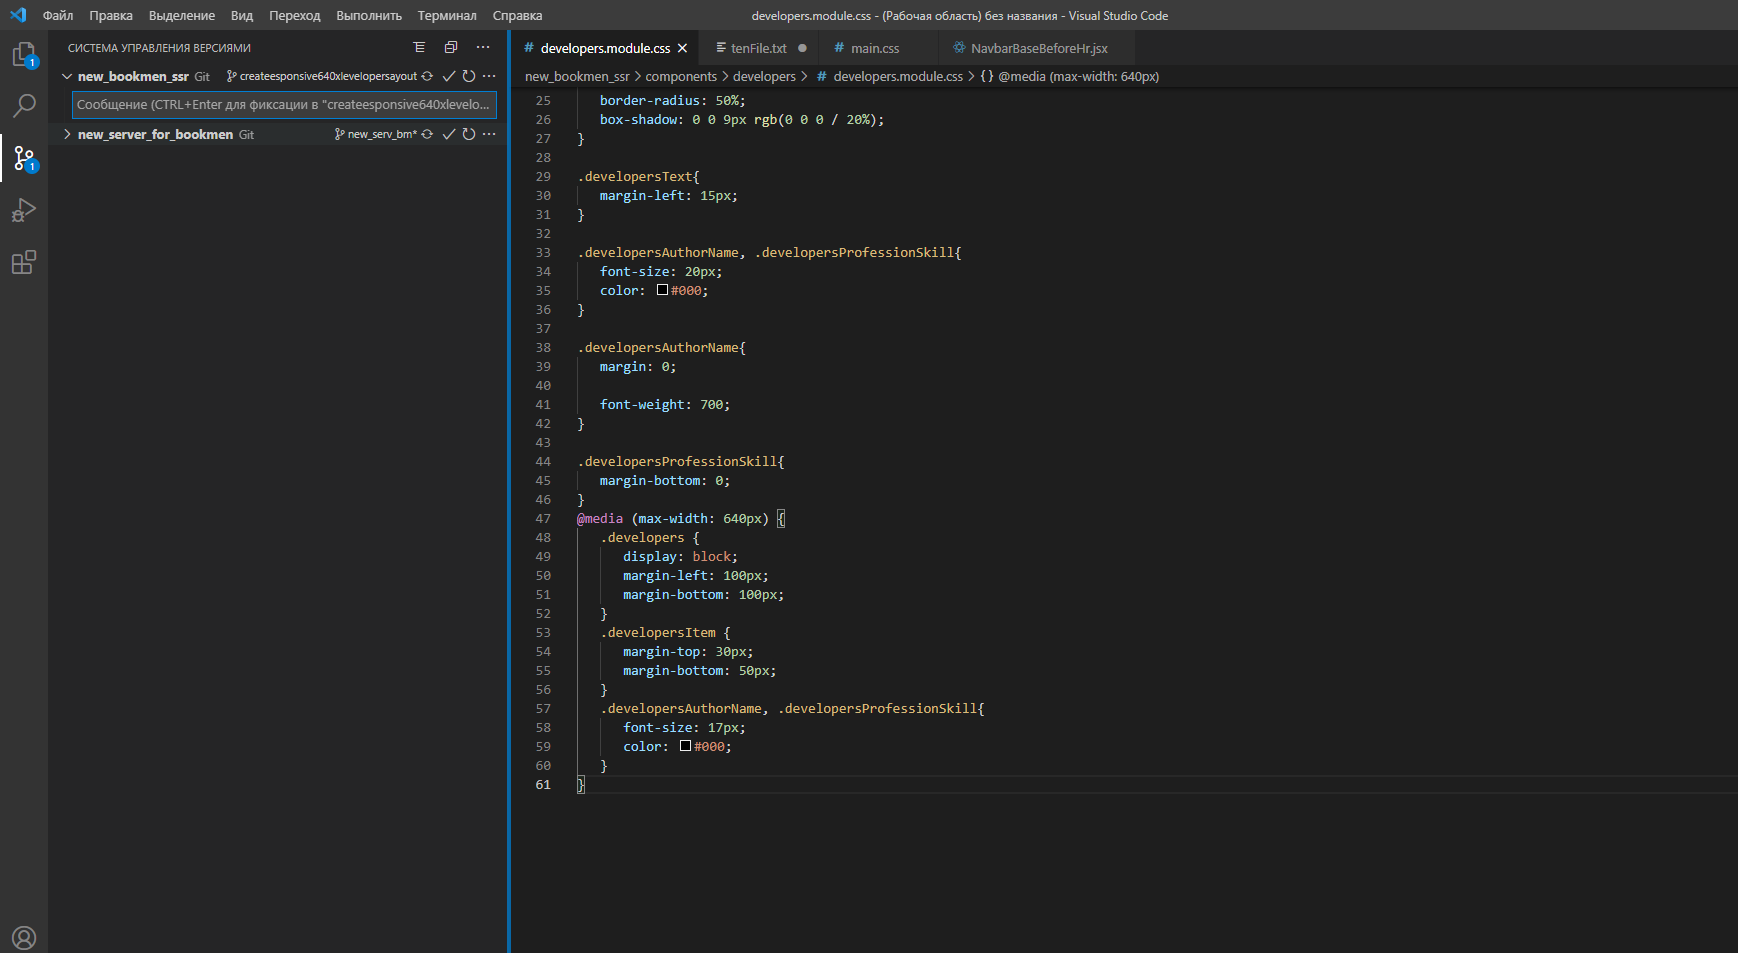 Файл Правка Выделение Вид Переход Выполнить Терминал Справка developers.module.css - (Рабочая область) без названия - Visual Studio Code
СИСТЕМА УПРАВЛЕНИЯ ВЕРСИЯМИ
new_bookmen_ssr Git createesponsive640xlevelopersayout
Сообщение (CTRL+Enter для фиксации в "createesponsive640xlevelo...
new_server_for_bookmen Git new_serv_bm*
1
1
# developers.module.css tenFile.txt # main.css NavbarBaseBeforeHr.jsx
new_bookmen_ssr > components > developers > # developers.module.css > {} @media (max-width: 640px)
25 border-radius: 50%;
26 box-shadow: 0 0 9px rgb(0 0 0 / 20%);
27 }
28
29 .developersText{
30 margin-left: 15px;
31 }
32
33 .developersAuthorName, .developersProfessionSkill{
34 font-size: 20px;
35 color: #000;
36 }
37
38 .developersAuthorName{
39 margin: 0;
40
41 font-weight: 700;
42 }
43
44 .developersProfessionSkill{
45 margin-bottom: 0;
46 }
47 @media (max-width: 640px) {
48 .developers {
49 display: block;
50 margin-left: 100px;
51 margin-bottom: 100px;
52 }
53 .developersItem {
54 margin-top: 30px;
55 margin-bottom: 50px;
56 }
57 .developersAuthorName, .developersProfessionSkill{
58 font-size: 17px;
59 color: #000;
60 }
61 }